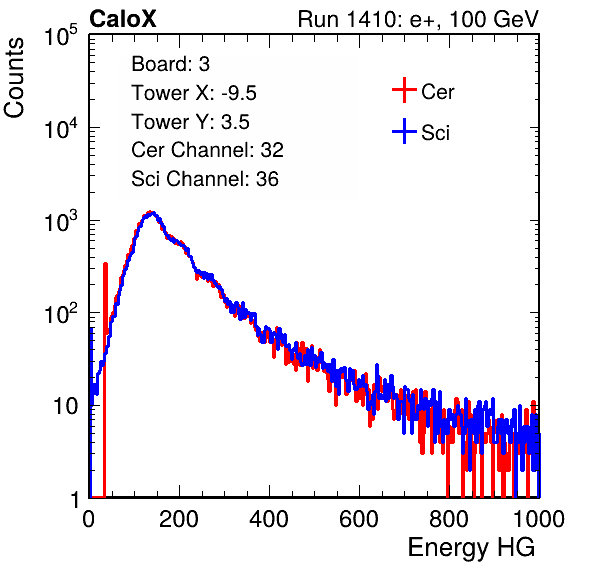 CaloX Run 1410: e+, 100 GeV
Counts
Board: 3
Tower X: -9.5
Tower Y: 3.5
Cer Channel: 32
Sci Channel: 36
Cer
Sci
10^5
10^4
10^3
10^2
10
1
0 200 400 600 800 1000
Energy HG